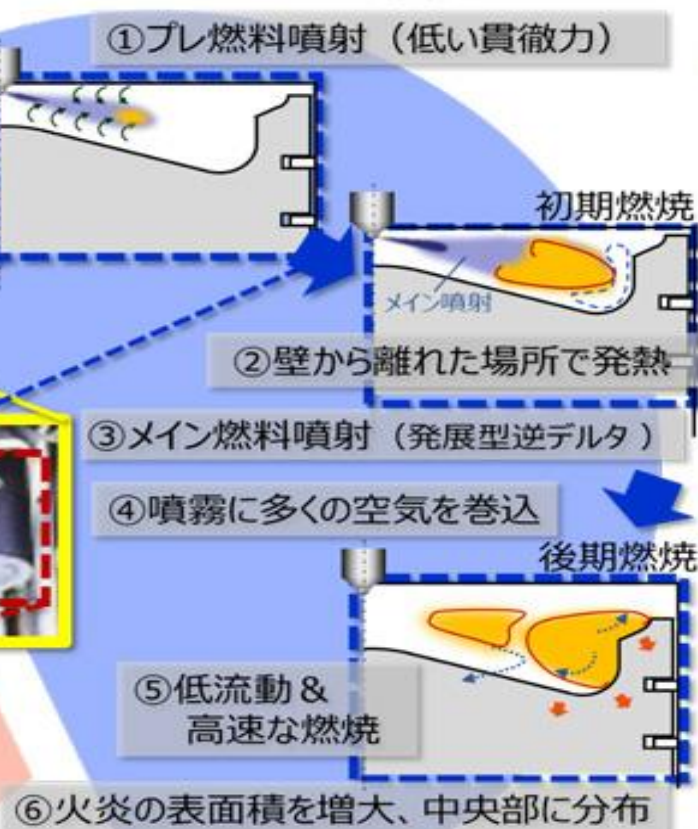 ①プレ燃料噴射（低い貫徹力）
初期燃焼
メイン噴射
②壁から離れた場所で発熱
③メイン燃料噴射（発展型逆デルタ）
④噴霧に多くの空気を巻込
後期燃焼
⑤低流動＆
高速な燃焼
⑥火炎の表面積を増大、中央部に分布